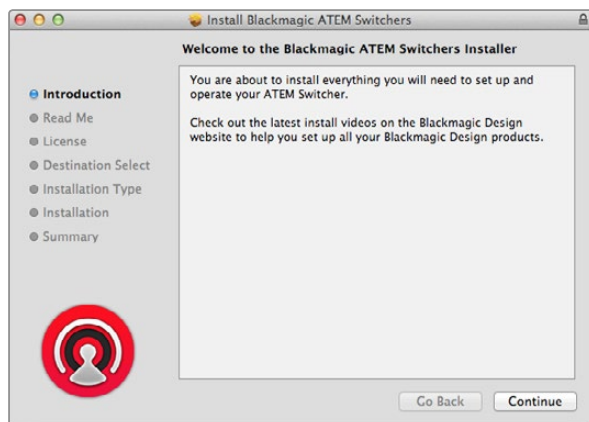 Install Blackmagic ATEM Switchers
Welcome to the Blackmagic ATEM Switchers Installer
Introduction
Read Me
License
Destination Select
Installation Type
Installation
Summary
You are about to install everything you will need to set up and
operate your ATEM Switcher.
Check out the latest install videos on the Blackmagic Design
website to help you set up all your Blackmagic Design products.
Go Back
Continue